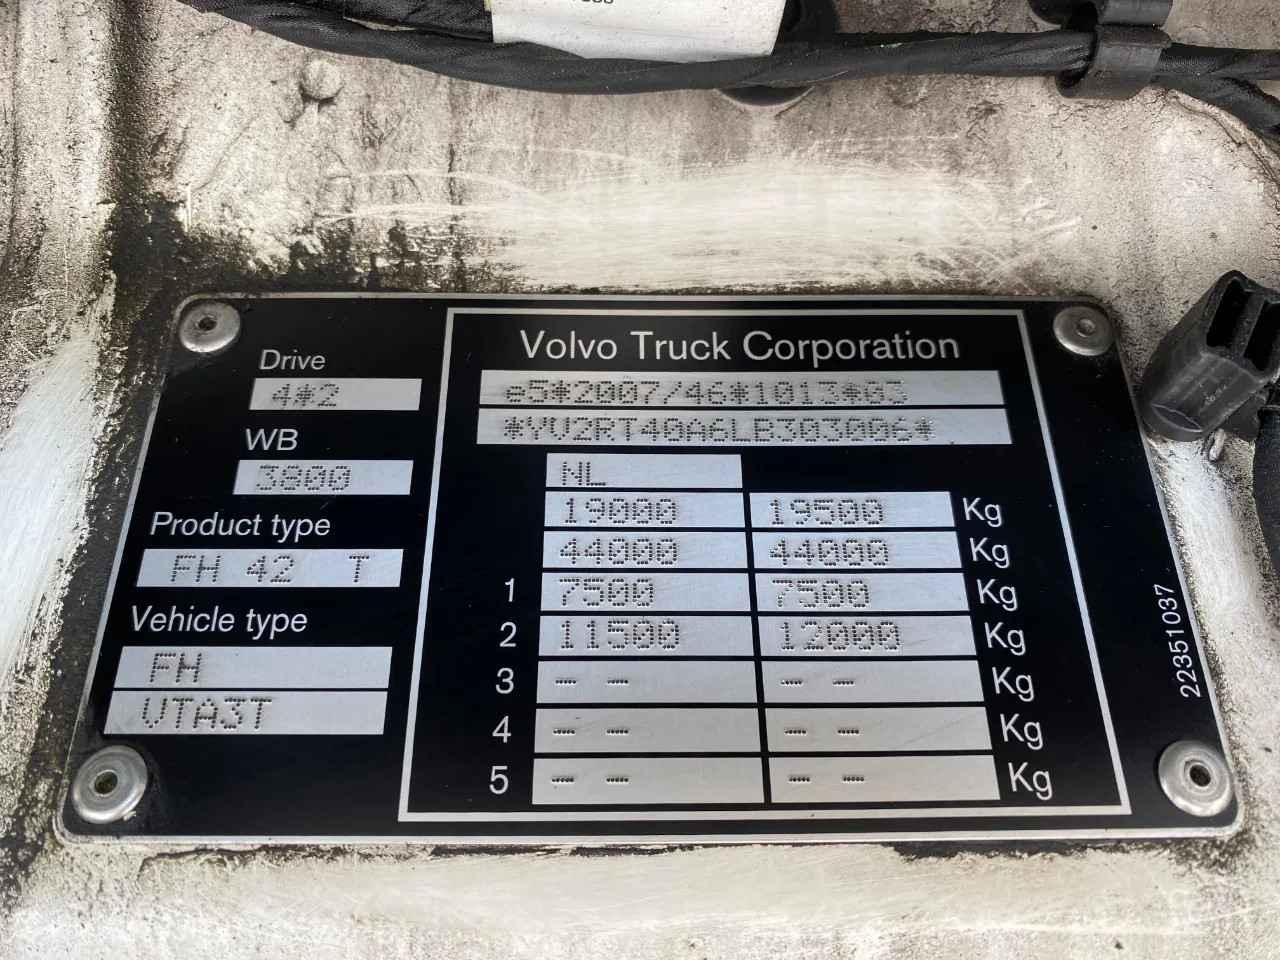 Volvo Truck Corporation
e5*2007/46*1013*03
*YV2RT40A6LB303006*
Drive
4*2
WB
3800
Product type
FH 42 T
Vehicle type
FH
VTA3T
NL
19000 19500 Kg
44000 44000 Kg
1 7500 7500 Kg
2 11500 12000 Kg
3 -- -- -- -- Kg
4 -- -- -- -- Kg
5 -- -- -- -- Kg
22351037